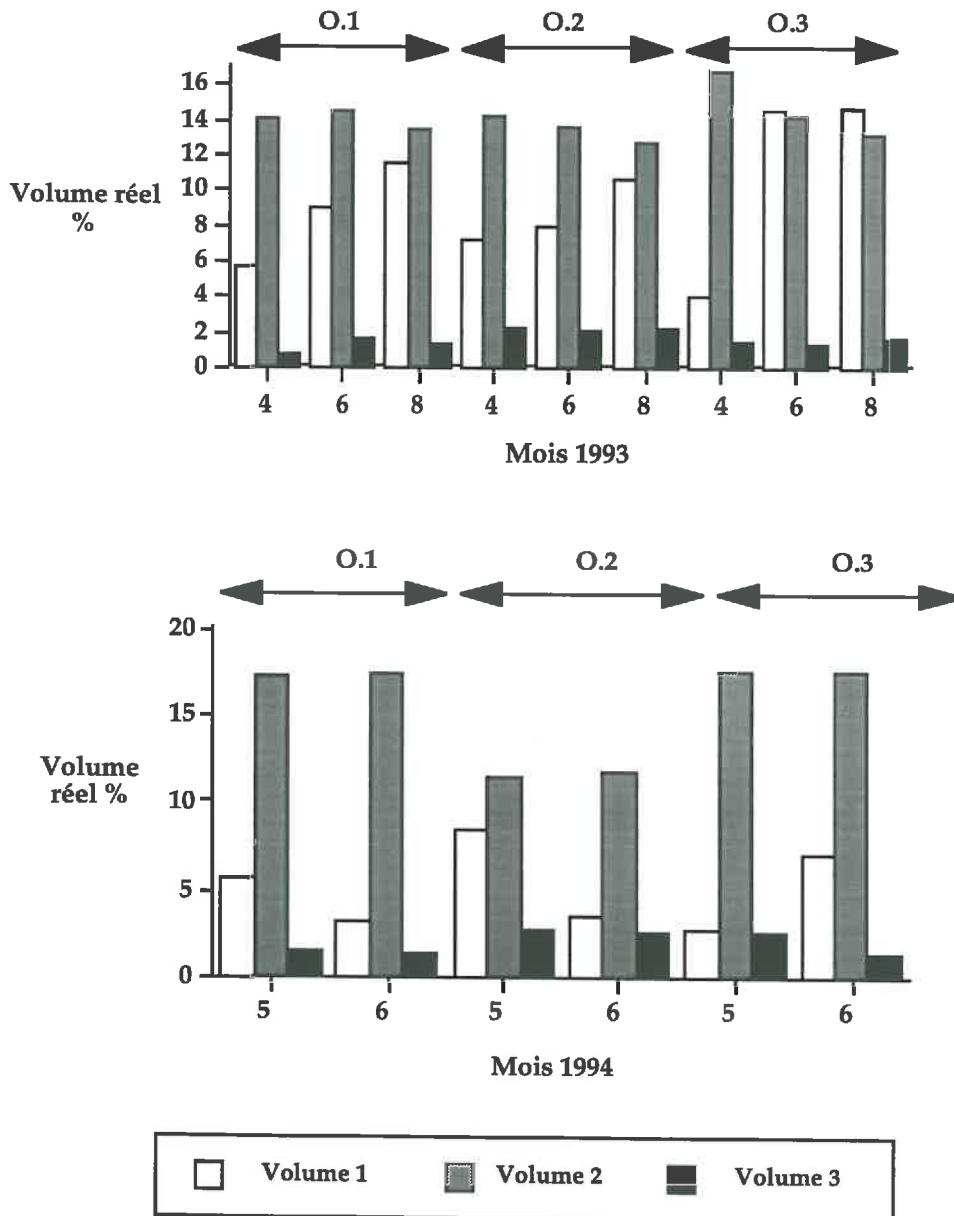 O.1 O.2 O.3
16
14
12
10
8
6
4
2
0
Volume réel
%
4 6 8 4 6 8 4 6 8
Mois 1993
O.1 O.2 O.3
20
15
10
5
0
Volume
réel %
5 6 5 6 5 6
Mois 1994
Volume 1 Volume 2 Volume 3